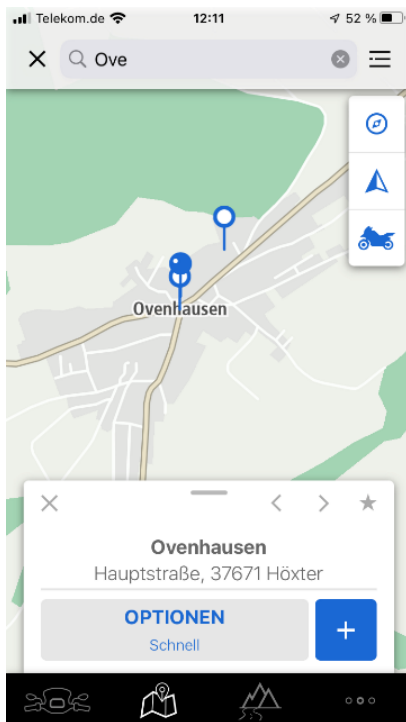 Telekom.de 12:11 52 %
Ove
Ovenhausen
Ovenhausen
Hauptstraße, 37671 Höxter
OPTIONEN
Schnell